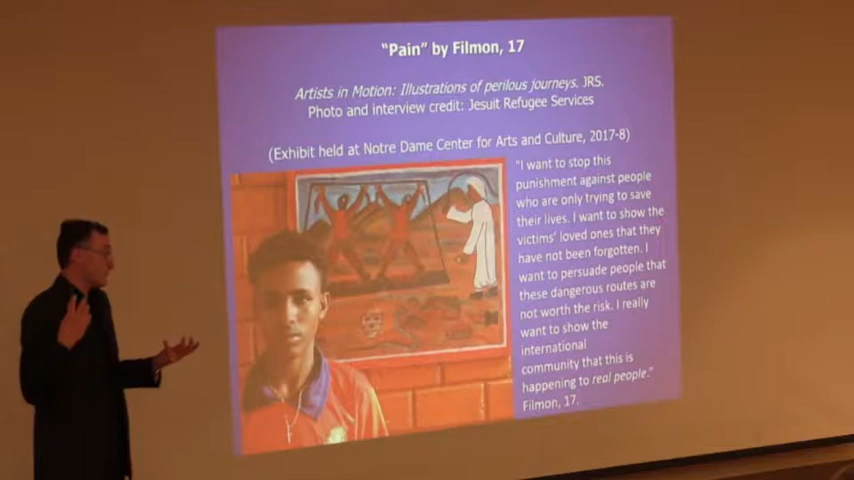 “Pain” by Filmon, 17
Artists in Motion: Illustrations of perilous journeys. JRS.
Photo and interview credit: Jesuit Refugee Services
(Exhibit held at Notre Dame Center for Arts and Culture, 2017-8)
“I want to stop this
punishment against people
who are only trying to save
their lives. I want to show the
victims’ loved ones that they
have not been forgotten. I
want to persuade people that
these dangerous routes are
not worth the risk. I really
want to show the
international
community that this is
happening to real people.”
Filmon, 17.